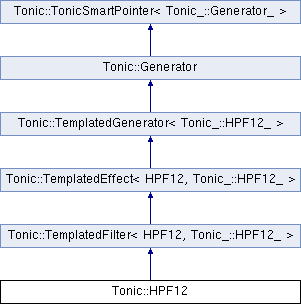 Tonic::TonicSmartPointer< Tonic_::Generator_ >
Tonic::Generator
Tonic::TemplatedGenerator< Tonic_::HPF12_ >
Tonic::TemplatedEffect< HPF12, Tonic_::HPF12_ >
Tonic::TemplatedFilter< HPF12, Tonic_::HPF12_ >
Tonic::HPF12